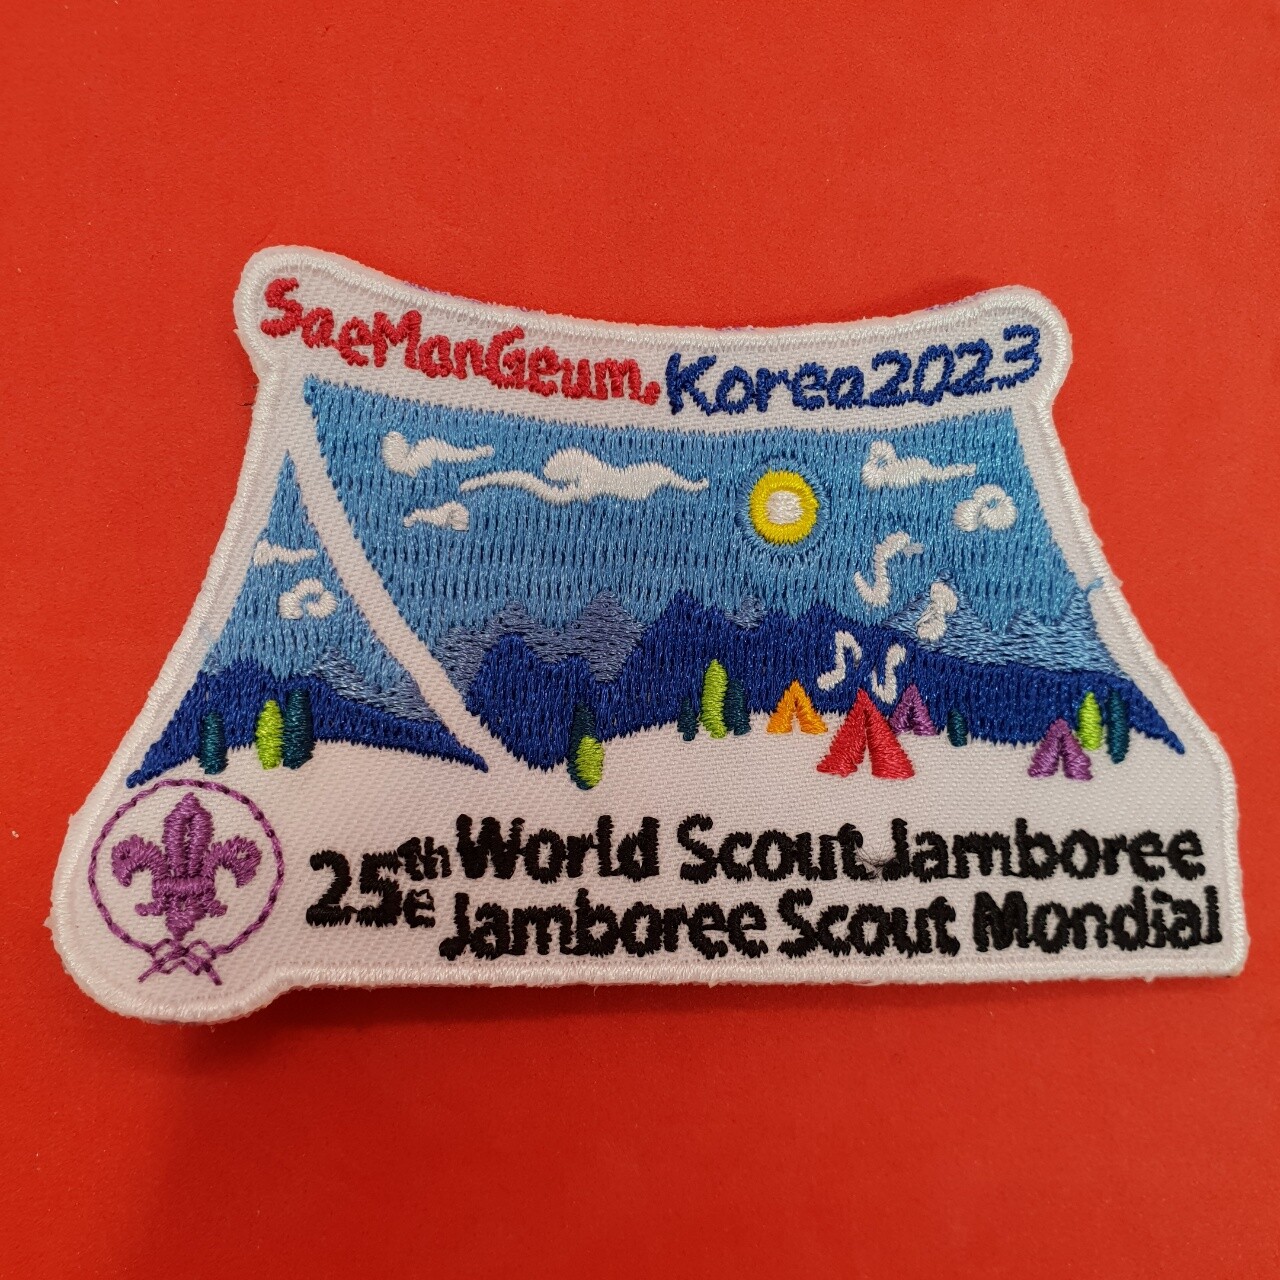 SaeManGeum, Korea2023
25th World Scout Jamboree
25e Jamboree Scout Mondial